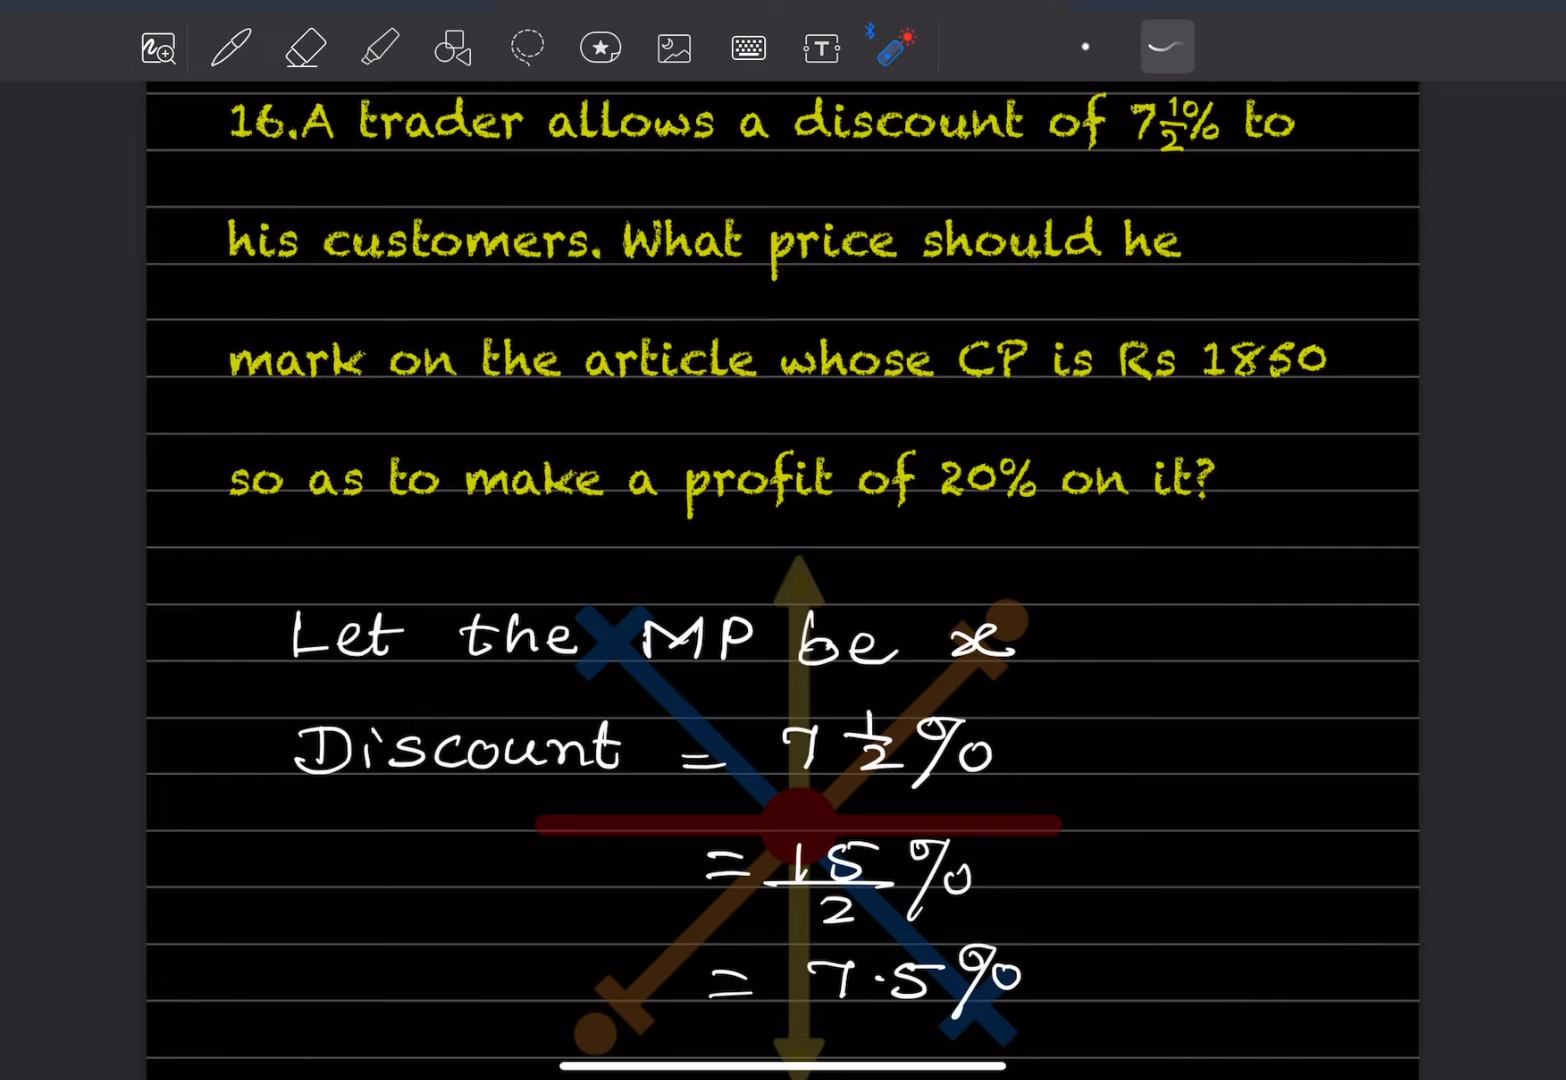 16.A trader allows a discount of 7½% to
his customers. What price should he
mark on the article whose CP is Rs 1850
so as to make a profit of 20% on it?
Let the MP be x
Discount = 7 ½ %
= 15/2 %
= 7.5%